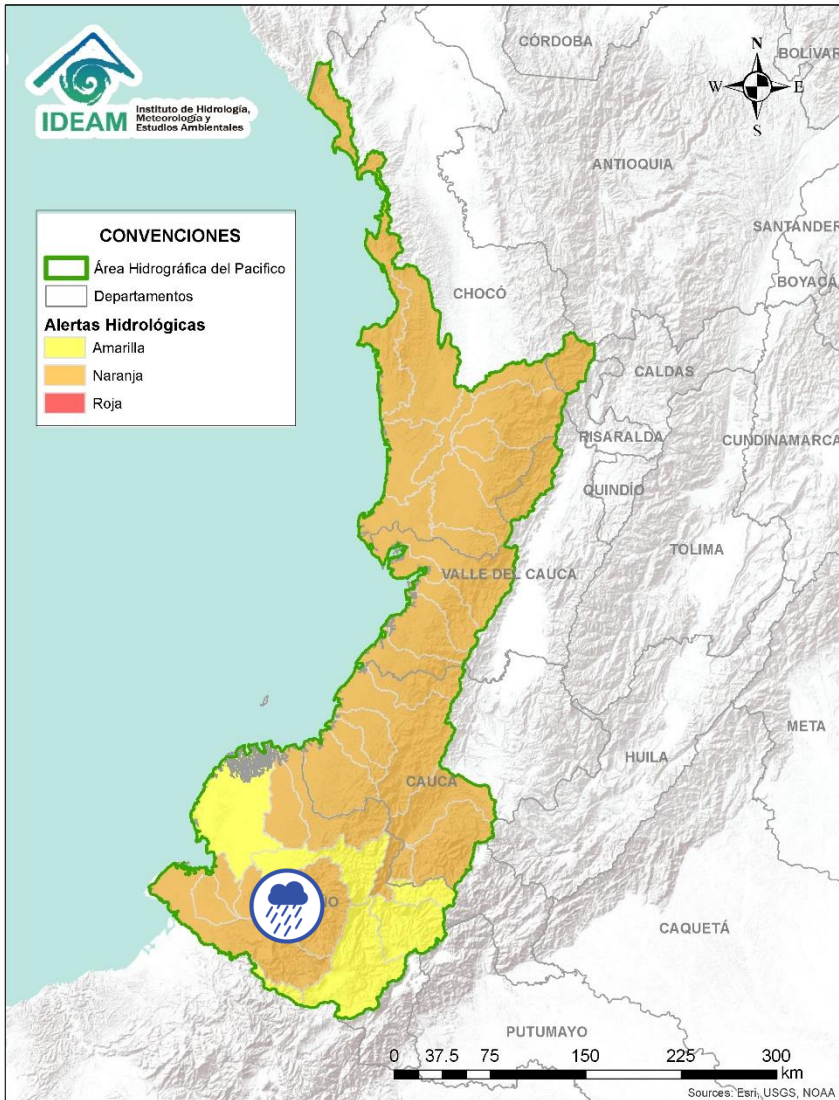 IDEAM
Instituto de Hidrología,
Meteorología y
Estudios Ambientales
CÓRDOBA
BOLÍVAR
N
W
E
S
ANTIOQUIA
SANTANDER
BOYACÁ
CONVENCIONES
Área Hidrográfica del Pacifico
Departamentos
Alertas Hidrológicas
Amarilla
Naranja
Roja
CHOCÓ
CALDAS
RISARALDA
CUNDINAMARCA
QUINDÍO
TOLIMA
VALLE DEL CAUCA
META
HUILA
CAUCA
ÑO
CAQUETÁ
PUTUMAYO
0 37.5 75 150 225 300
km
Sources: Esri, USGS, NOAA